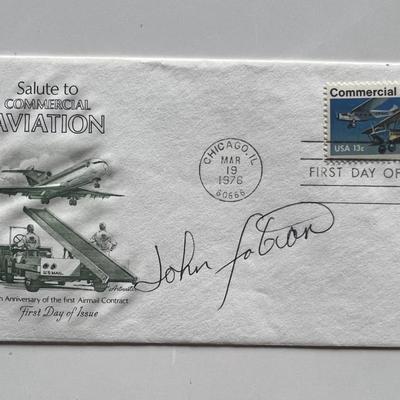 Salute to
COMMERCIAL
AVIATION
U.S. MAIL
Anniversary of the first Airmail Contract
First Day of Issue
CHICAGO, IL
MAR
19
1976
60666
Commercial
USA 13c
FIRST DAY OF
John